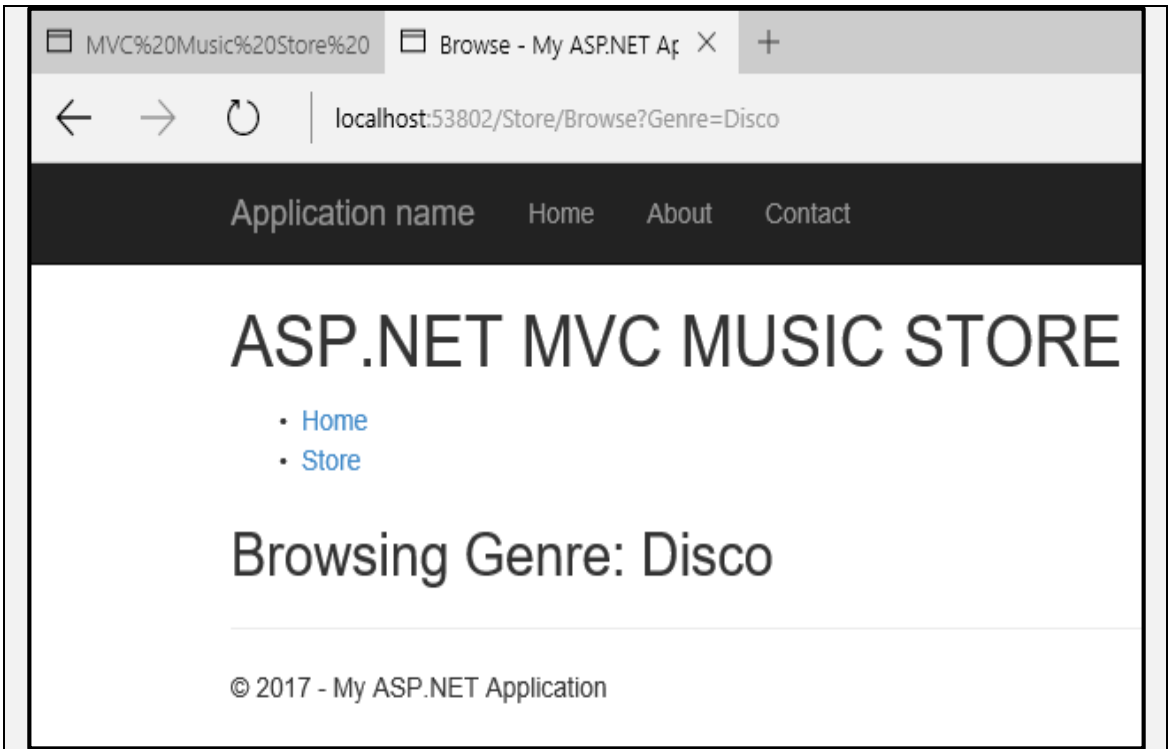 MVC%20Music%20Store%20
Browse - My ASP.NET Ap
localhost:53802/Store/Browse?Genre=Disco
Application name Home About Contact
ASP.NET MVC MUSIC STORE
• Home
• Store
Browsing Genre: Disco
© 2017 - My ASP.NET Application